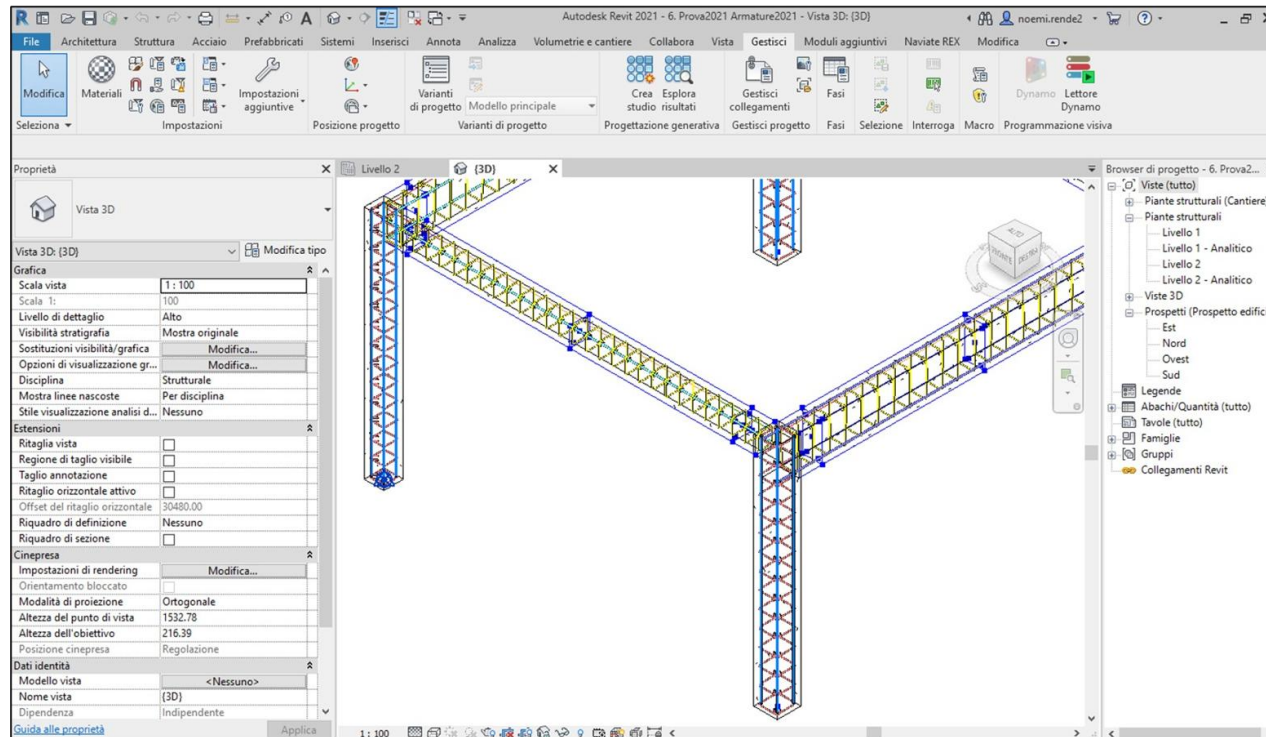 Autodesk Revit 2021 - 6. Prova2021 Armature2021 - Vista 3D: {3D}
noemi.rende2
File Architettura Struttura Acciaio Prefabbricati Sistemi Inserisci Annota Analizza Volumetrie e cantiere Collabora Vista Gestisci Moduli aggiuntivi Naviate REX Modifica
Modifica
Materiali
Impostazioni
aggiuntive
Varianti
di progetto
Modello principale
Crea
studio
Esplora
risultati
Gestisci
collegamenti
Fasi
Dynamo
Lettore
Dynamo
Seleziona Impostazioni Posizione progetto Varianti di progetto Progettazione generativa Gestisci progetto Fasi Selezione Interroga Macro Programmazione visiva
Proprietà
Vista 3D
Vista 3D: {3D} Modifica tipo
Grafica
Scala vista 1 : 100
Scala 1: 100
Livello di dettaglio Alto
Visibilità stratigrafia Mostra originale
Sostituzioni visibilità/grafica Modifica...
Opzioni di visualizzazione gr... Modifica...
Disciplina Strutturale
Mostra linee nascoste Per disciplina
Stile visualizzazione analisi d... Nessuno
Estensioni
Ritaglia vista
Regione di taglio visibile
Taglio annotazione
Ritaglio orizzontale attivo
Offset del ritaglio orizzontale 30480.00
Riquadro di definizione Nessuno
Riquadro di sezione
Cinepresa
Impostazioni di rendering Modifica...
Orientamento bloccato
Modalità di proiezione Ortogonale
Altezza del punto di vista 1532.78
Altezza dell'obiettivo 216.39
Posizione cinepresa Regolazione
Dati identità
Modello vista <Nessuno>
Nome vista {3D}
Dipendenza Indipendente
Guida alle proprietà Applica
Livello 2 {3D}
ALTO
1 : 100
Browser di progetto - 6. Prova2...
Viste (tutto)
Piante strutturali (Cantiere)
Piante strutturali
Livello 1
Livello 1 - Analitico
Livello 2
Livello 2 - Analitico
Viste 3D
Prospetti (Prospetto edific
Est
Nord
Ovest
Sud
Legende
Abachi/Quantità (tutto)
Tavole (tutto)
Famiglie
Gruppi
Collegamenti Revit